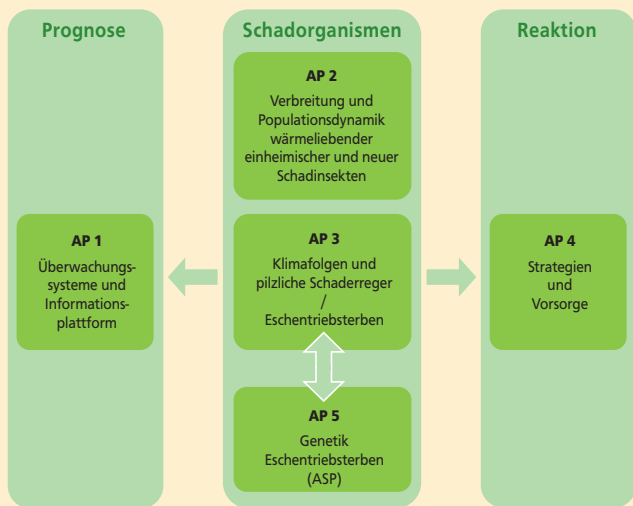 Prognose
AP 1
Überwachungs-
systeme und
Informations-
plattform
Schadorganismen
AP 2
Verbreitung und
Populationsdynamik
wärmeliebender
einheimischer und neuer
Schadinsekten
AP 3
Klimafolgen und
pilzliche Schaderreger
/
Eschentriebsterben
AP 5
Genetik
Eschentriebsterben
(ASP)
Reaktion
AP 4
Strategien
und
Vorsorge